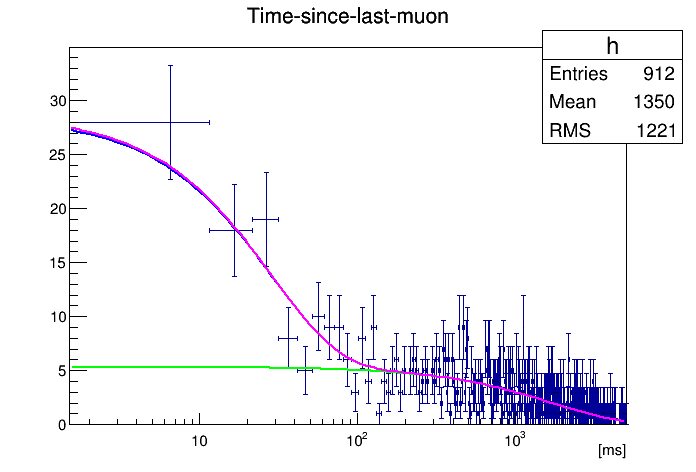 Time-since-last-muon
h
Entries 912
Mean 1350
RMS 1221
30
25
20
15
10
5
0
10 10² 10³
[ms]